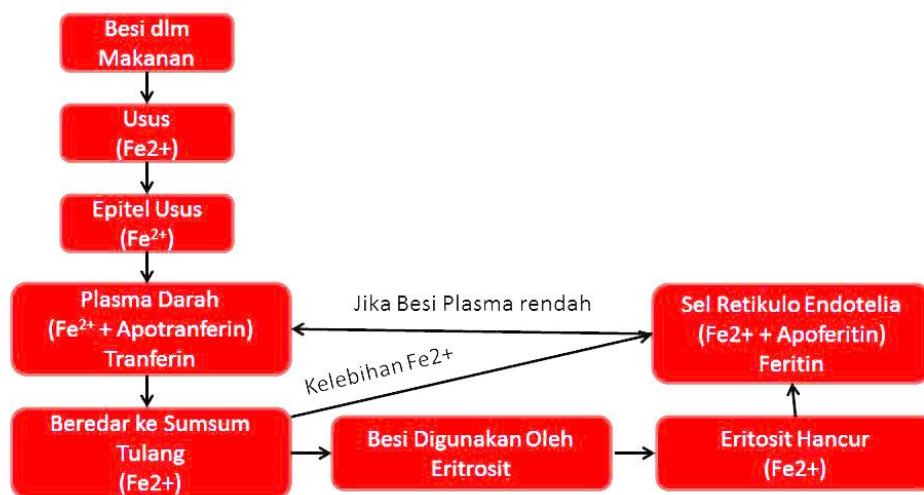 Besi dlm
Makanan
Usus
(Fe2+)
Epitel Usus
(Fe²⁺)
Plasma Darah
(Fe²⁺ + Apotranferin)
Tranferin
Jika Besi Plasma rendah
Sel Retikulo Endotelia
(Fe2+ + Apoferitin)
Feritin
Kelebihan Fe2+
Beredar ke Sumsum
Tulang
(Fe2+)
Besi Digunakan Oleh
Eritrosit
Eritosit Hancur
(Fe2+)